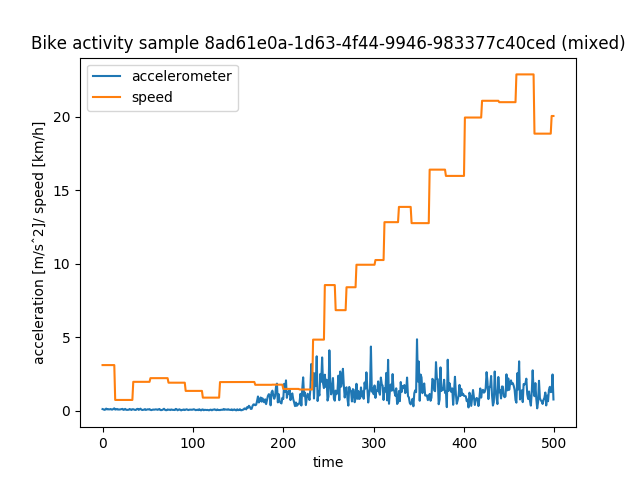 Bike activity sample 8ad61e0a-1d63-4f44-9946-983377c40ced (mixed)
accelerometer
speed
acceleration [m/s^2]/ speed [km/h]
20
15
10
5
0
0 100 200 300 400 500
time